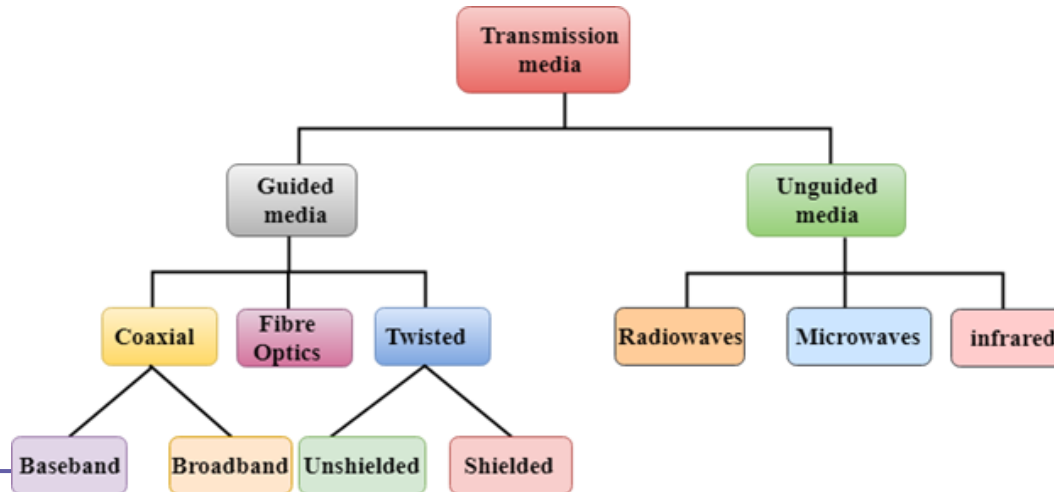 Transmission
media
Guided
media
Unguided
media
Coaxial
Fibre
Optics
Twisted
Radiowaves
Microwaves
infrared
Baseband
Broadband
Unshielded
Shielded